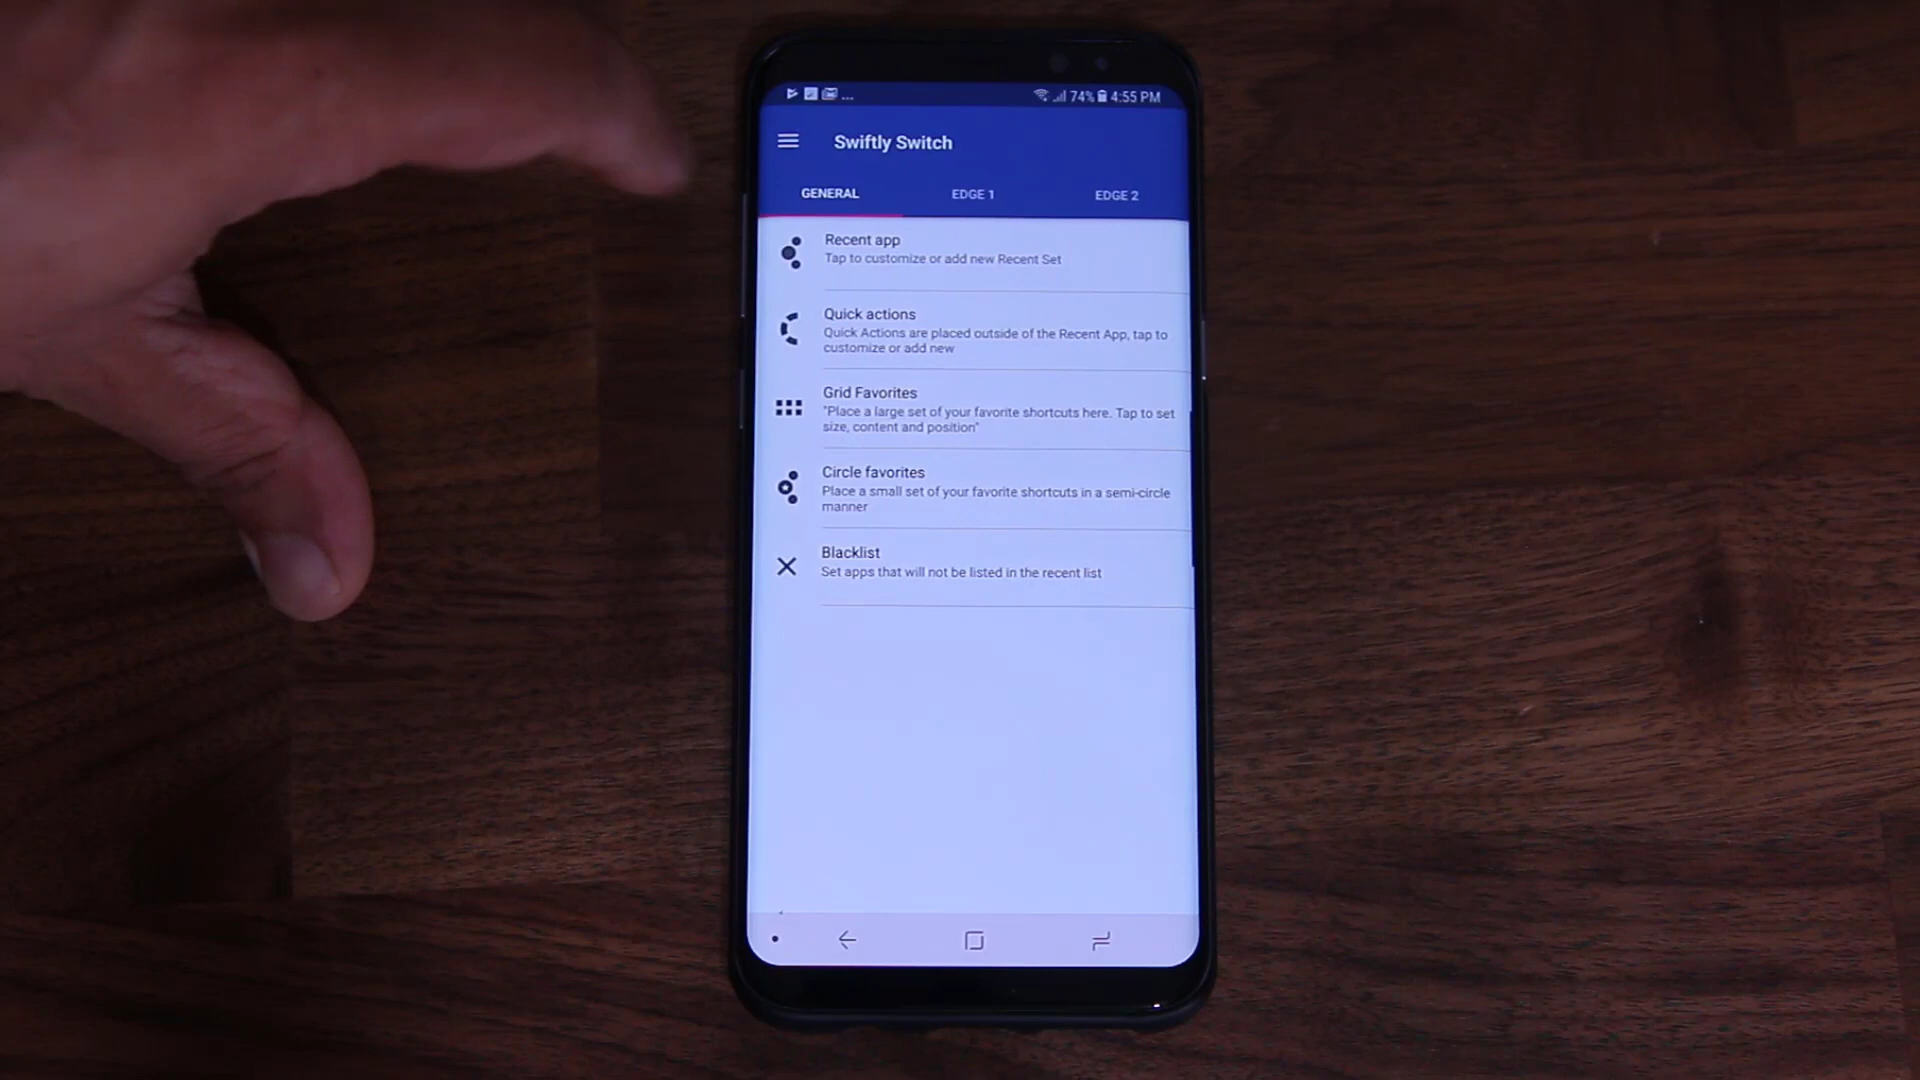 74% 4:55 PM
Swiftly Switch
GENERAL EDGE 1 EDGE 2
Recent app
Tap to customize or add new Recent Set
Quick actions
Quick Actions are placed outside of the Recent App, tap to
customize or add new
Grid Favorites
"Place a large set of your favorite shortcuts here. Tap to set
size, content and position"
Circle favorites
Place a small set of your favorite shortcuts in a semi-circle
manner
Blacklist
Set apps that will not be listed in the recent list